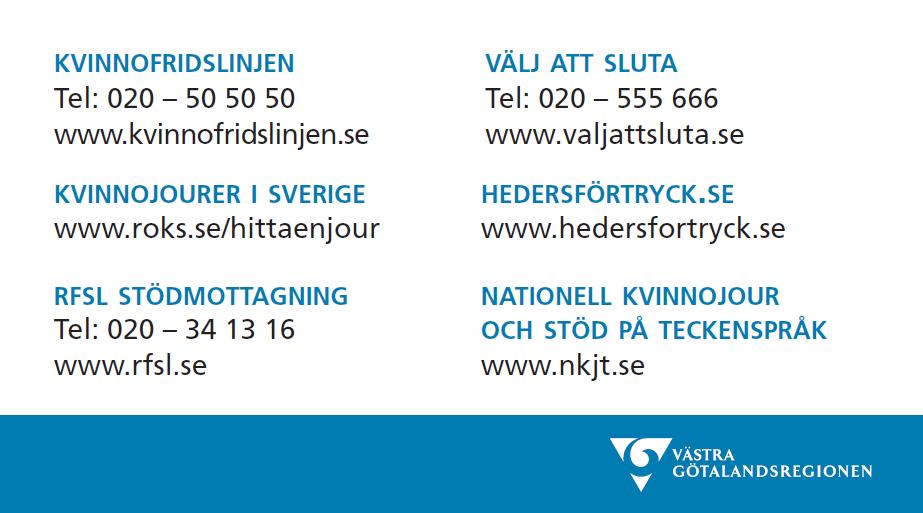 KVINNOFRIDSLINJEN
Tel: 020 – 50 50 50
www.kvinnofridslinjen.se
VÄLJ ATT SLUTA
Tel: 020 – 555 666
www.valjattsluta.se
KVINNOJOURER I SVERIGE
www.roks.se/hittaenjour
HEDERSFÖRTRYCK.SE
www.hedersfortryck.se
RFSL STÖDMOTTAGNING
Tel: 020 – 34 13 16
www.rfsl.se
NATIONELL KVINNOJOUR
OCH STÖD PÅ TECKENSPRÅK
www.nkjt.se
VÄSTRA
GÖTALANDSREGIONEN